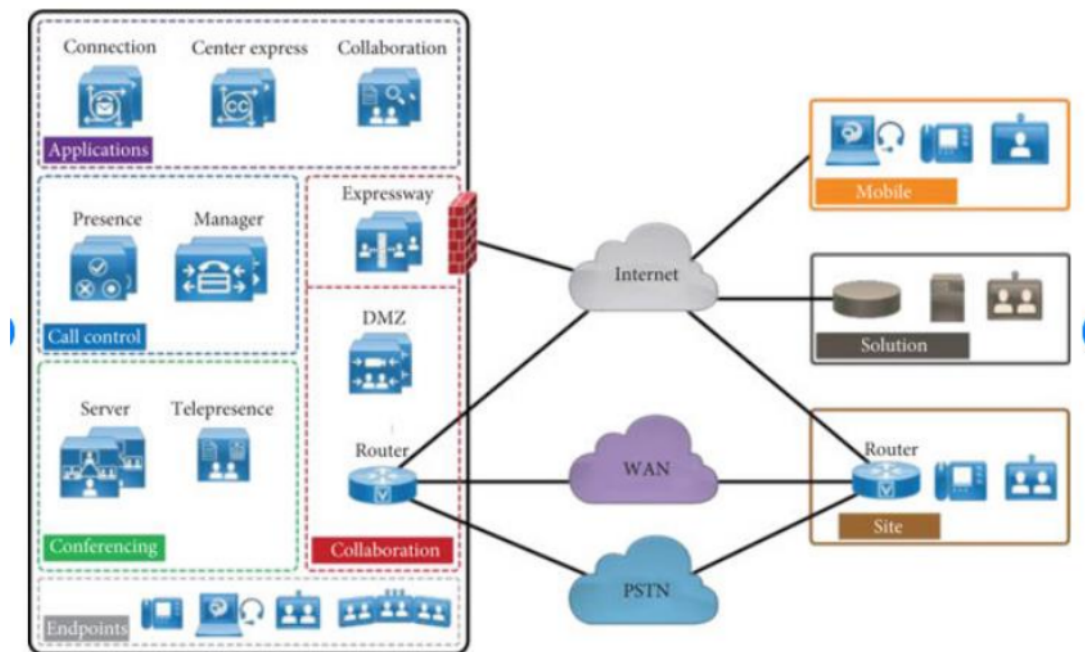 Connection
Center express
Collaboration
CC
Applications
Presence
Manager
Call control
Expressway
DMZ
Router
Collaboration
Server
Telepresence
Conferencing
Endpoints
Internet
WAN
PSTN
Mobile
Solution
Router
V
Site
V